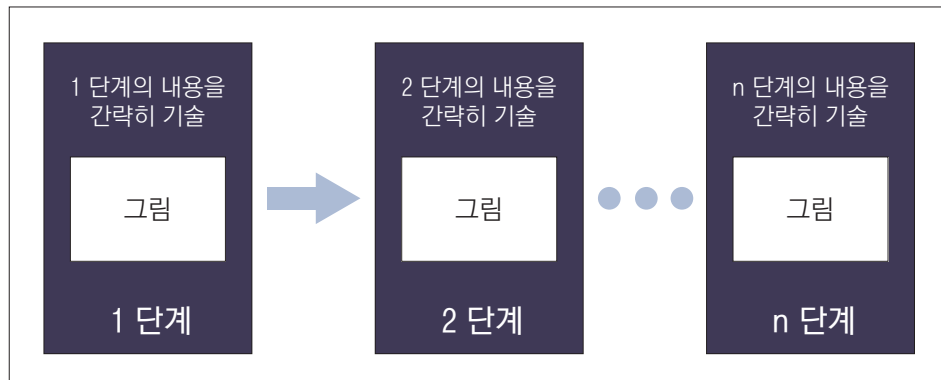 1 단계의 내용을
간략히 기술
그림
1 단계
2 단계의 내용을
간략히 기술
그림
2 단계
n 단계의 내용을
간략히 기술
그림
n 단계